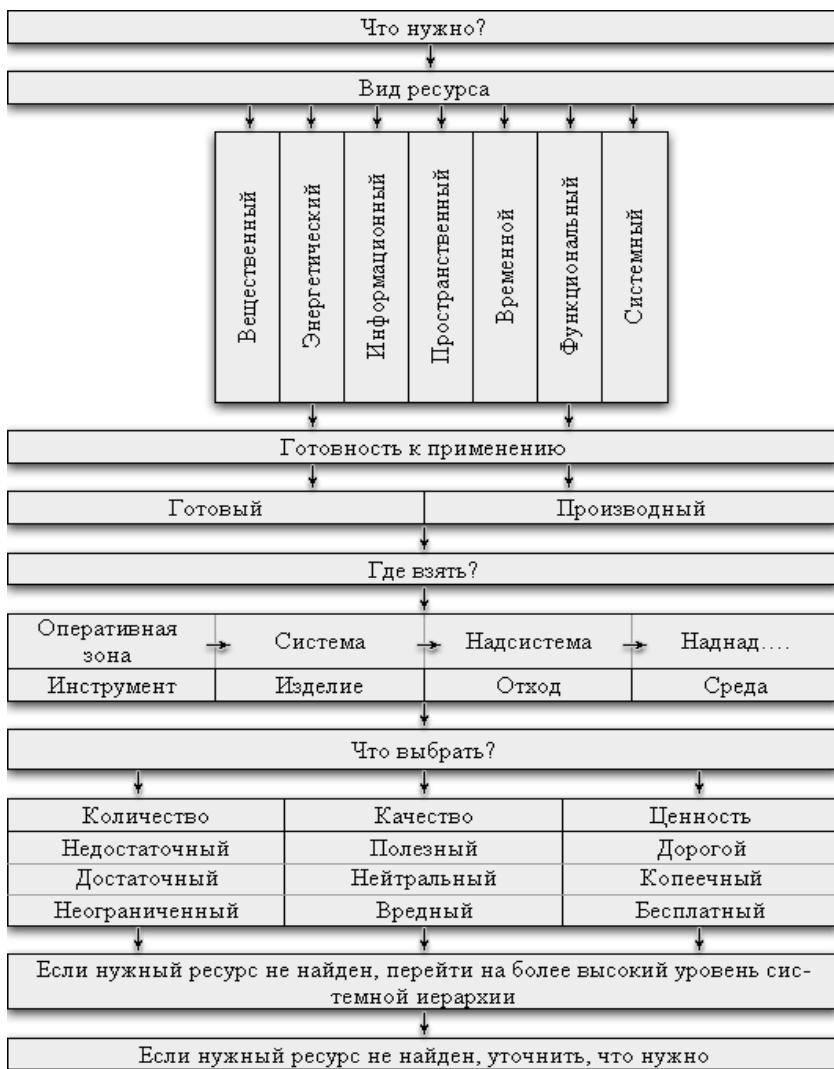 Что нужно?
Вид ресурса
Вещественный
Энергетический
Информационный
Пространственный
Временной
Функциональный
Системный
Готовность к применению
Готовый Производный
Где взять?
Оперативная
зона Система Надсистема Наднад....
Инструмент Изделие Отход Среда
Что выбрать?
Количество Качество Ценность
Недостаточный Полезный Дорогой
Достаточный Нейтральный Копеечный
Неограниченный Вредный Бесплатный
Если нужный ресурс не найден, перейти на более высокий уровень сис-
темной иерархии
Если нужный ресурс не найден, уточнить, что нужно